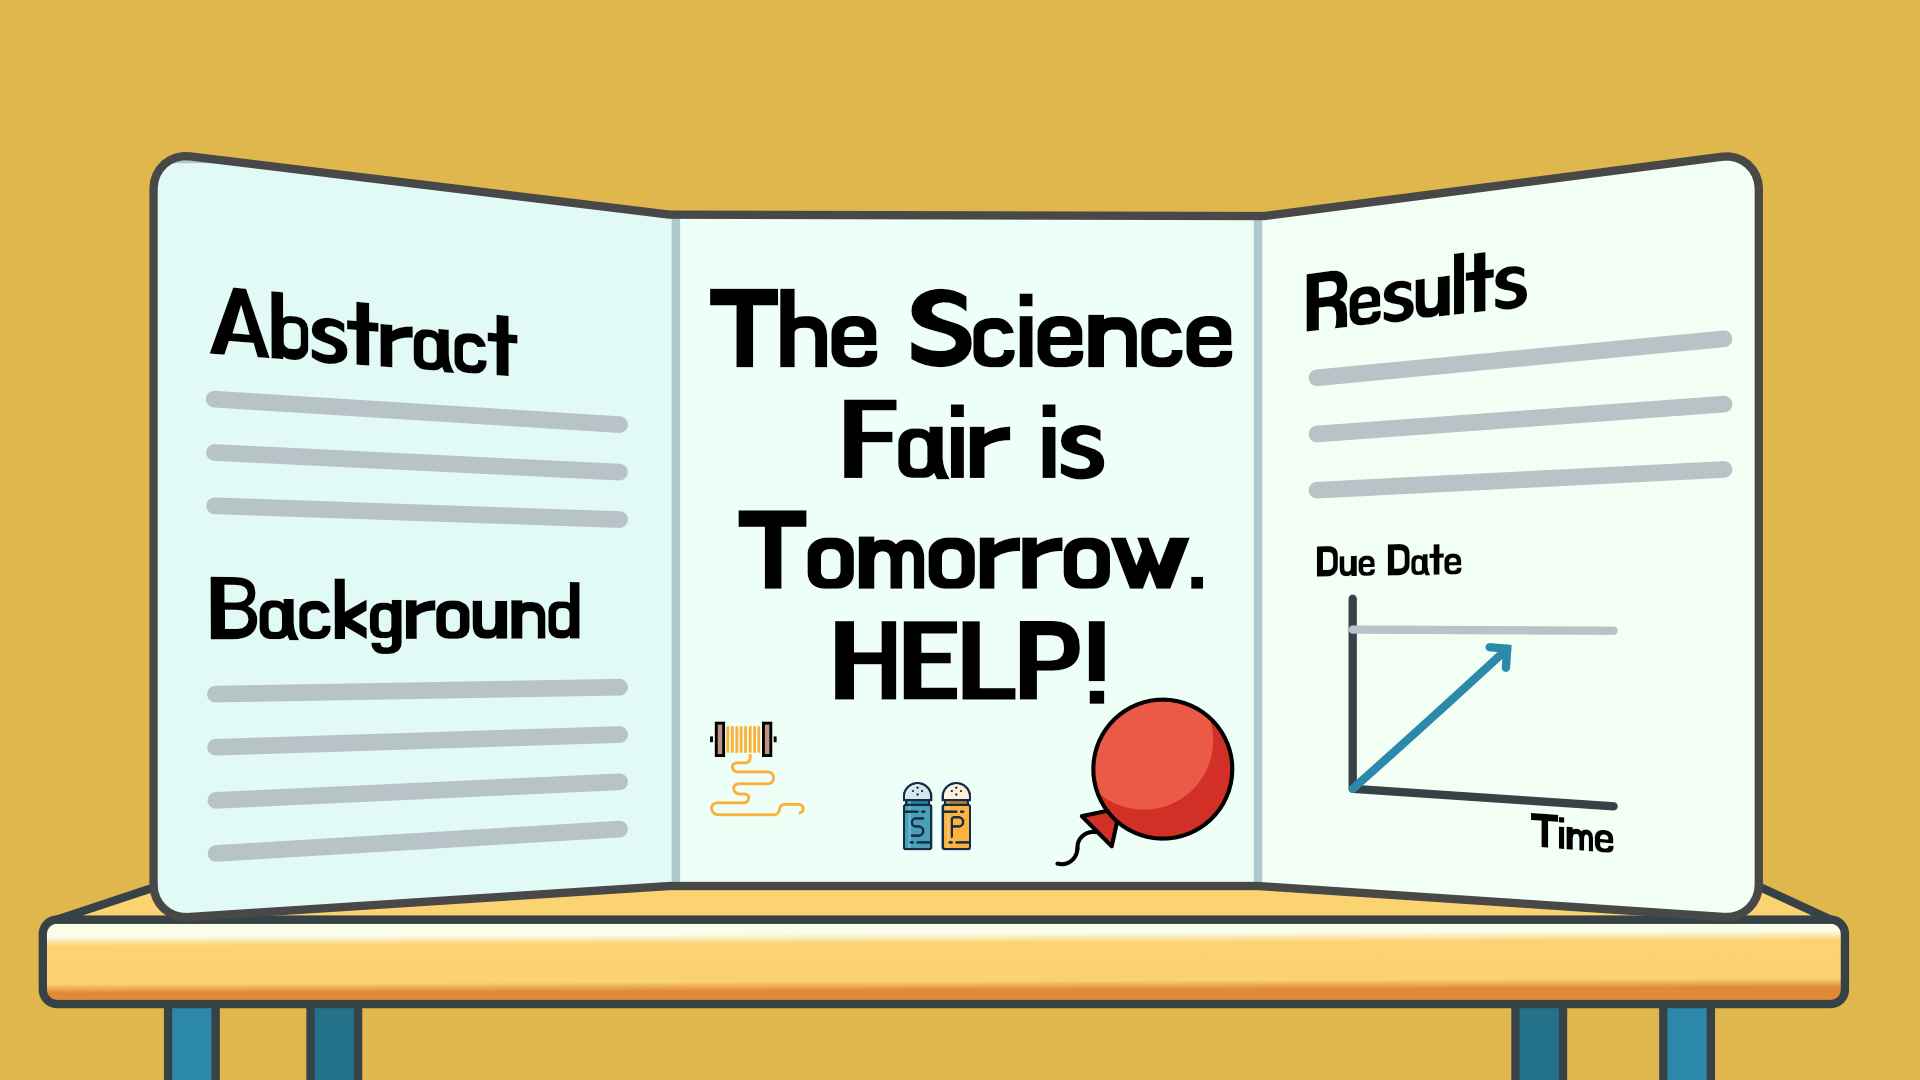 Abstract
Background
The Science
Fair is
Tomorrow.
HELP!
S P
Results
Due Date
Time